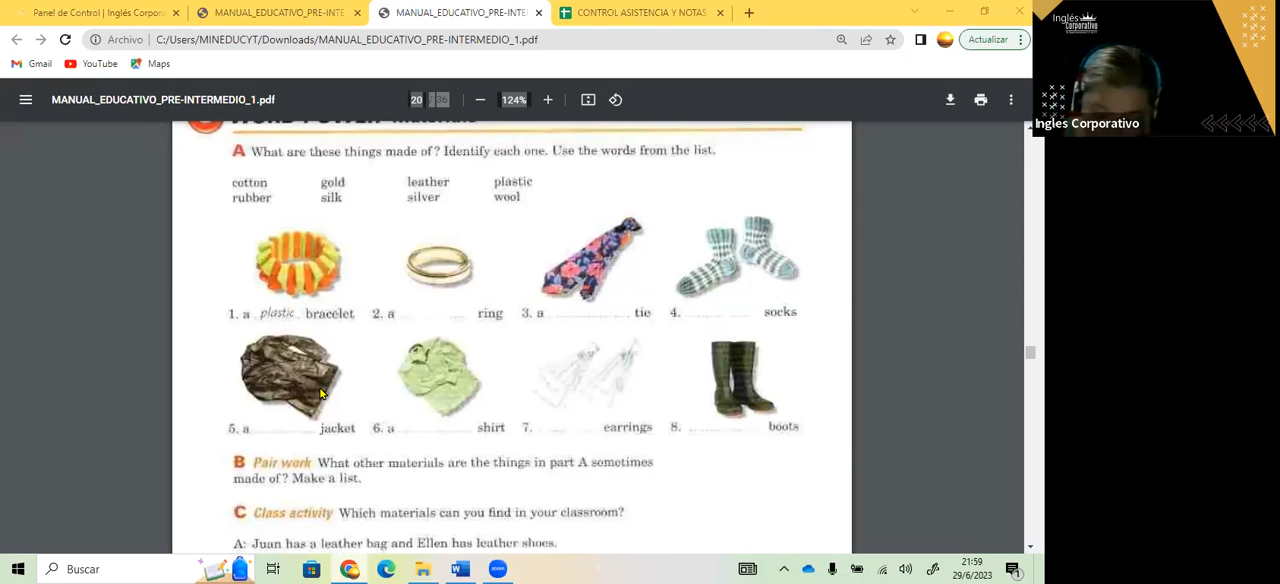 Panel de Control | Inglés Corpora
MANUAL_EDUCATIVO_PRE-INTE
MANUAL_EDUCATIVO_PRE-INTE
CONTROL ASISTENCIA Y NOTAS
Archivo C:/Users/MINEDUCYT/Downloads/MANUAL_EDUCATIVO_PRE-INTERMEDIO_1.pdf
Actualizar
Gmail YouTube Maps
MANUAL_EDUCATIVO_PRE-INTERMEDIO_1.pdf
20 / 36
124%
Inglés
Corporativo
Ingles Corporativo
A What are these things made of? Identify each one. Use the words from the list.
cotton gold leather plastic
rubber silk silver wool
1. a plastic bracelet 2. a ring 3. a tie 4. socks
5. a jacket 6. a shirt 7. earrings 8. boots
B Pair work What other materials are the things in part A sometimes
made of? Make a list.
C Class activity Which materials can you find in your classroom?
A: Juan has a leather bag and Ellen has leather shoes.
Buscar
21:59
29/6/2023